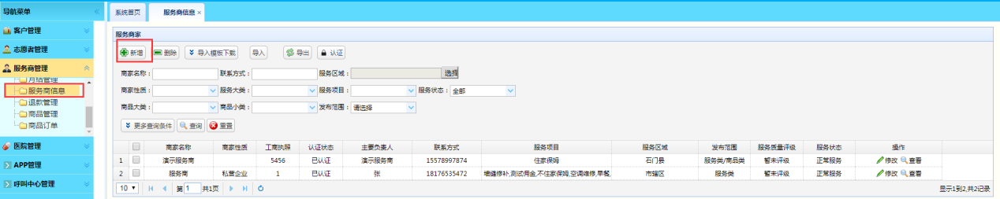 导航菜单
客户管理
志愿者管理
服务商管理
月结管理
服务商信息
退款管理
商品管理
商品订单
医院管理
APP管理
呼叫中心管理
系统首页 服务商信息 ×
服务商家
新增 删除 导入模板下载 导入 导出 认证
商家名称： 联系方式： 服务区域： 选择
商家性质： 服务大类： 服务项目： 服务状态： 全部
商品大类： 商品小类： 发布范围： 请选择
更多查询条件 查询 重置
商家名称 商家性质 工商执照 认证状态 主要负责人 联系方式 服务项目 服务区域 发布范围 服务质量评级 服务状态 操作
1 演示服务商 5456 已认证 演示服务商 15578997874 住家保姆 石门县 服务类/商品类 暂未评级 正常服务 修改 查看
2 服务商 私营企业 1 已认证 张 18176535472 墙缝修补,测试佣金,不住家保姆,空调维修,早餐, 市辖区 服务类 暂未评级 正常服务 修改 查看
10 第 1 共1页
显示1到2,共2记录